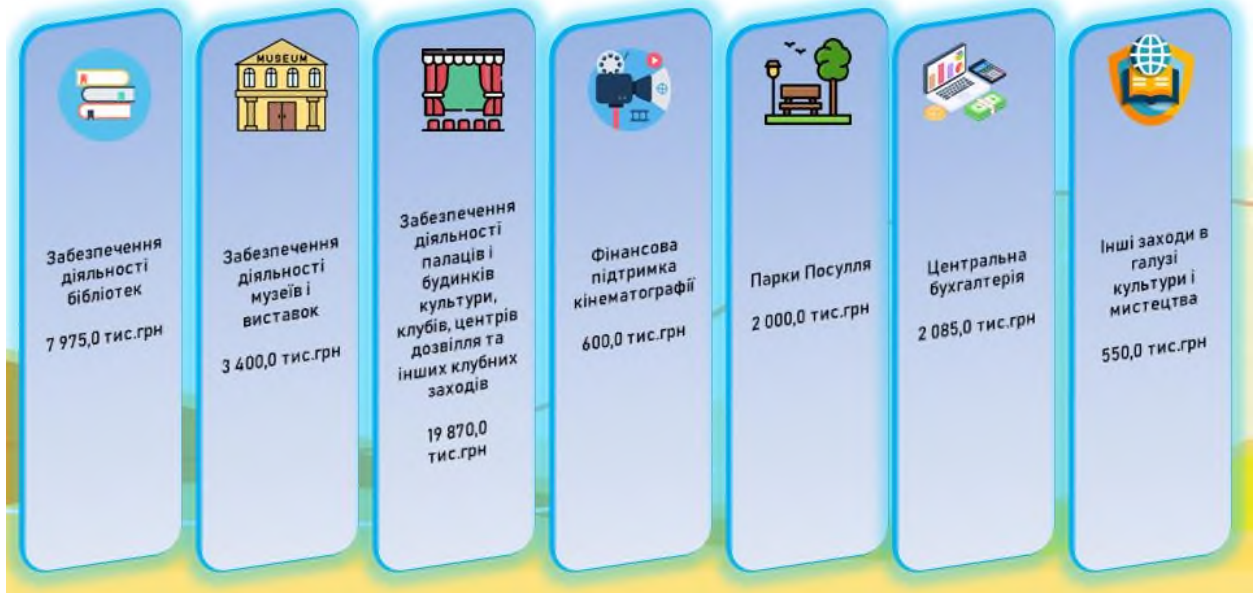 MUSEUM
Забезпечення
діяльності
бібліотек
7 975,0 тис.грн
Забезпечення
діяльності
музеїв і
виставок
3 400,0 тис.грн
Забезпечення
діяльності
палаців і
будинків
культури,
клубів, центрів
дозвілля та
інших клубних
заходів
19 870,0
тис.грн
Фінансова
підтримка
кінематографії
600,0 тис.грн
Парки Посулля
2 000,0 тис.грн
Центральна
бухгалтерія
2 085,0 тис.грн
Інші заходи в
галузі
культури і
мистецтва
550,0 тис.грн